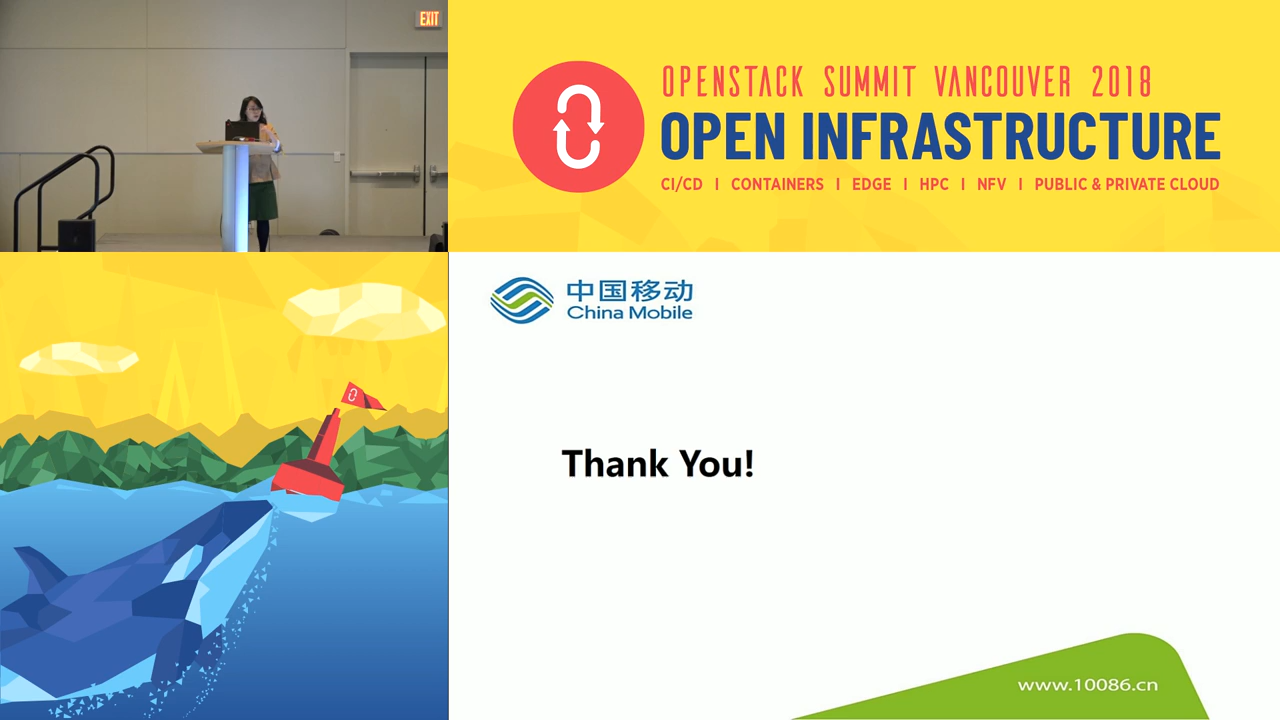 EXIT
OPENSTACK SUMMIT VANCOUVER 2018
OPEN INFRASTRUCTURE
CI/CD | CONTAINERS | EDGE | HPC | NFV | PUBLIC & PRIVATE CLOUD
中国移动
China Mobile
Thank You!
www.10086.cn